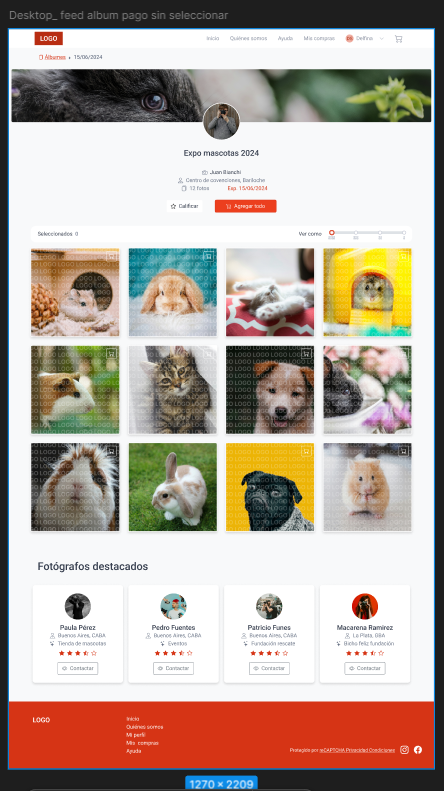 Desktop_ feed album pago sin seleccionar
LOGO Inicio Quiénes somos Ayuda Mis compras Delfina
Álbumes • 15/06/2024
Expo mascotas 2024
Juan Bianchi
Centro de covenciones, Bariloche
12 fotos Exp. 15/06/2024
Calificar Agregar todo
Seleccionados 0 Ver como
Fotógrafos destacados
Paula Pérez Pedro Fuentes Patricio Funes Macarena Ramírez
Buenos Aires, CABA Buenos Aires, CABA Buenos Aires, CABA La Plata, GBA
Tienda de mascotas Eventos Fundación rescate Bicho feliz fundación
Contactar Contactar Contactar Contactar
LOGO Inicio
Quiénes somos
Mi perfil
Mis compras
Ayuda
Protegido por reCAPTCHA Privacidad Condiciones
1270 × 2209